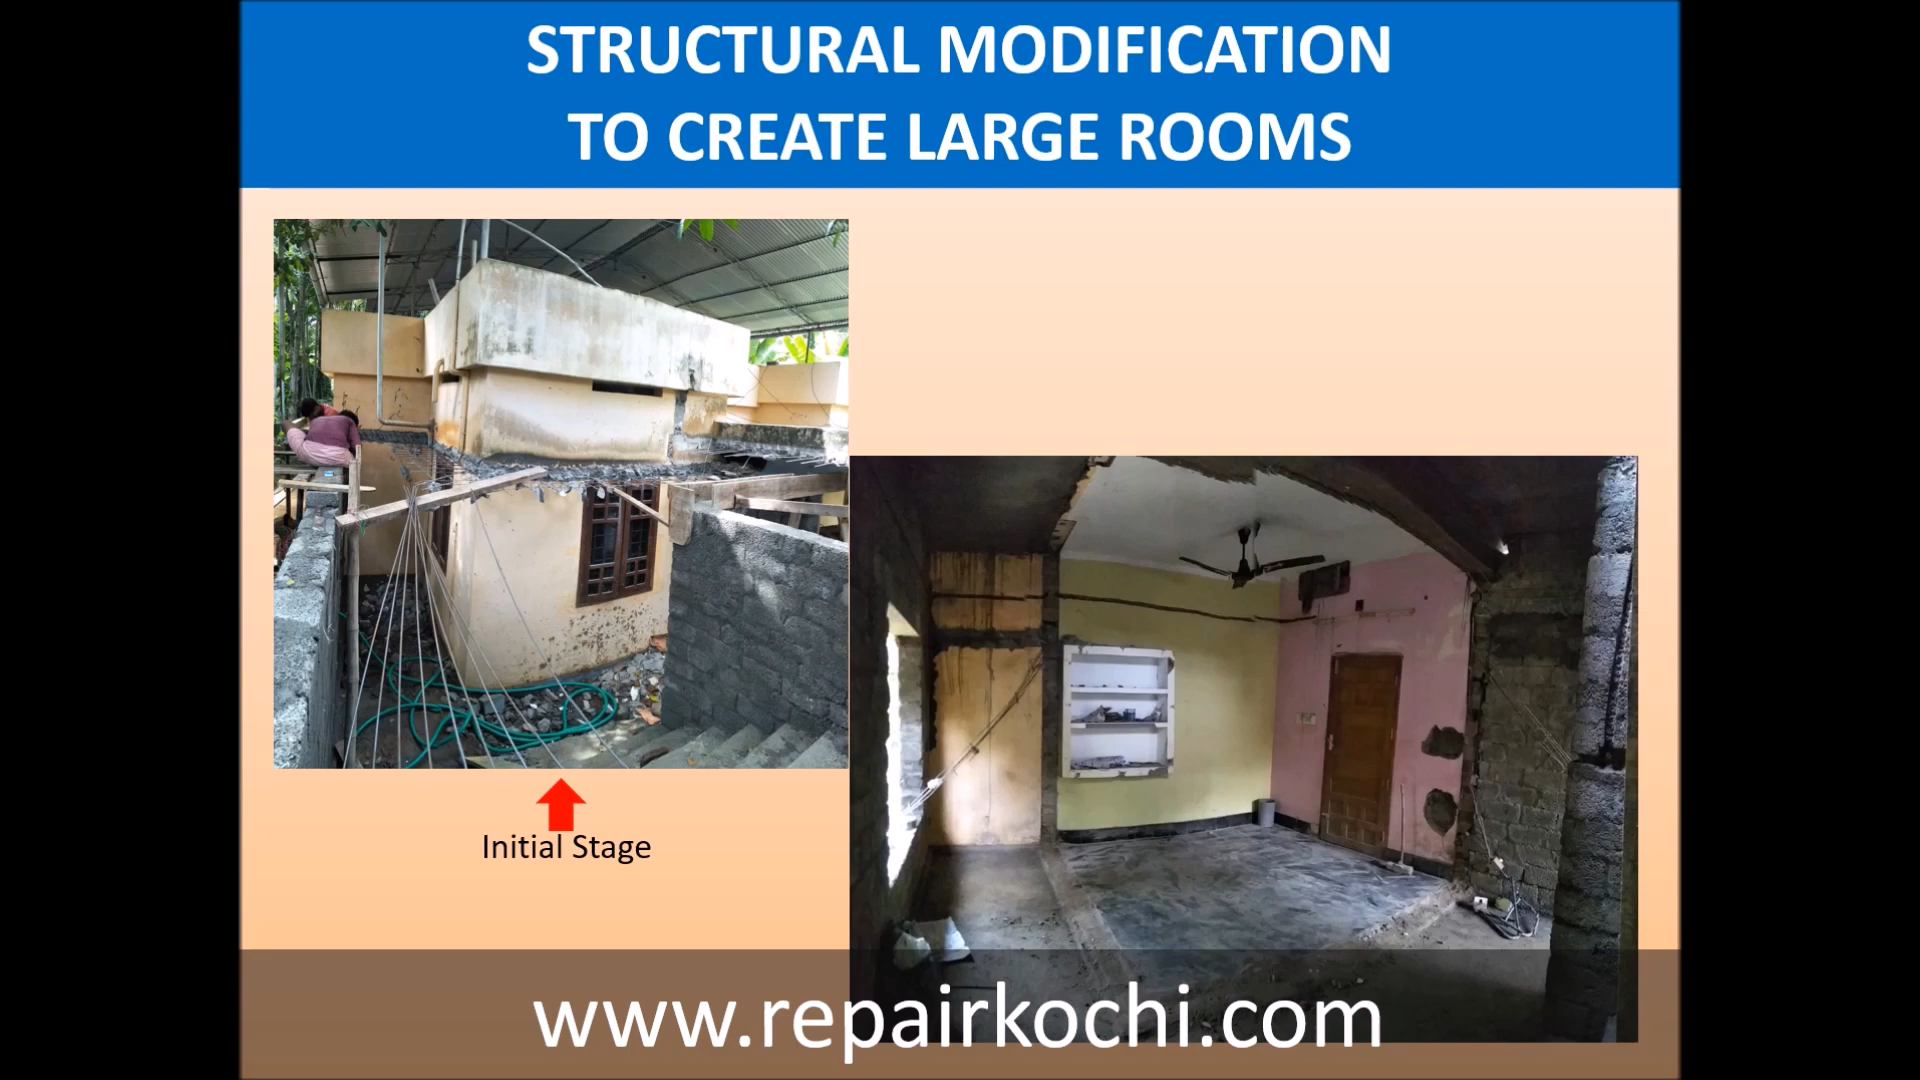 STRUCTURAL MODIFICATION
TO CREATE LARGE ROOMS
Initial Stage
www.repairkochi.com